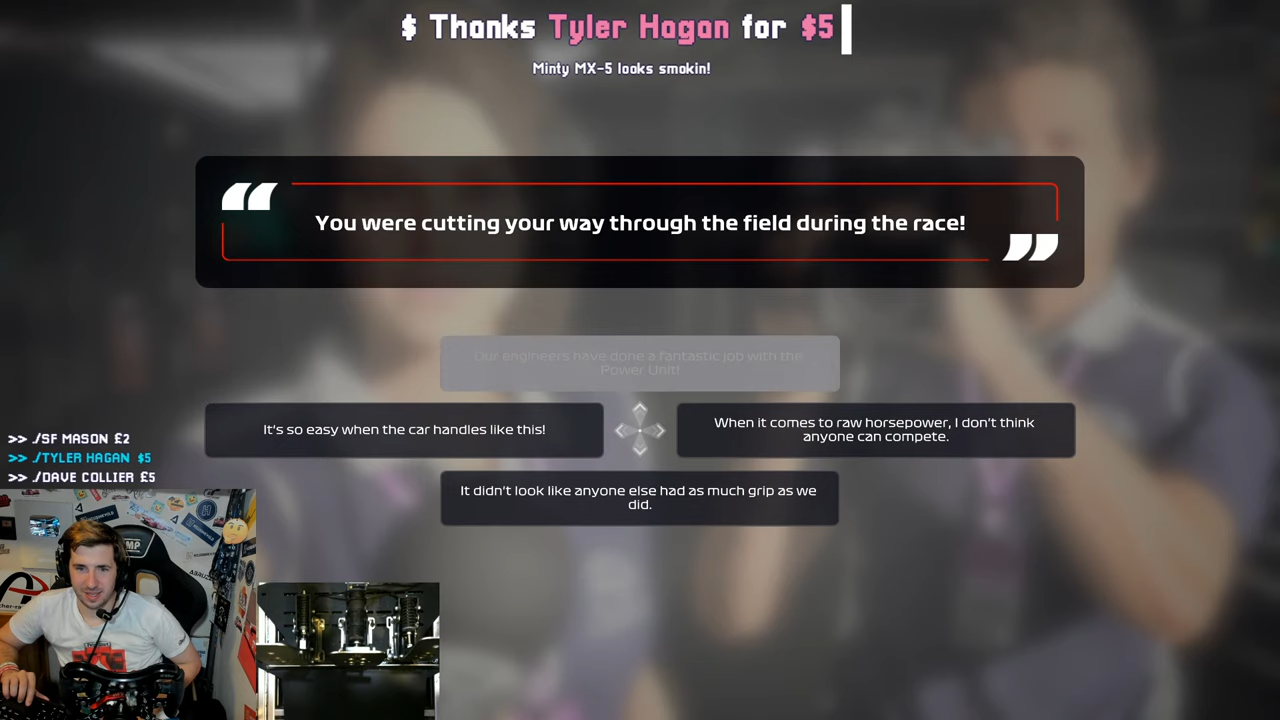 $ Thanks Tyler Hagan for $5
Minty MX-5 looks smokin!
You were cutting your way through the field during the race!
Our engineers have done a fantastic job with the
Power Unit!
It's so easy when the car handles like this!
When it comes to raw horsepower, I don't think
anyone can compete.
It didn't look like anyone else had as much grip as we
did.
>> ./SF MASON £2
>> ./TYLER HAGAN $5
>> ./DAVE COLLIER £5